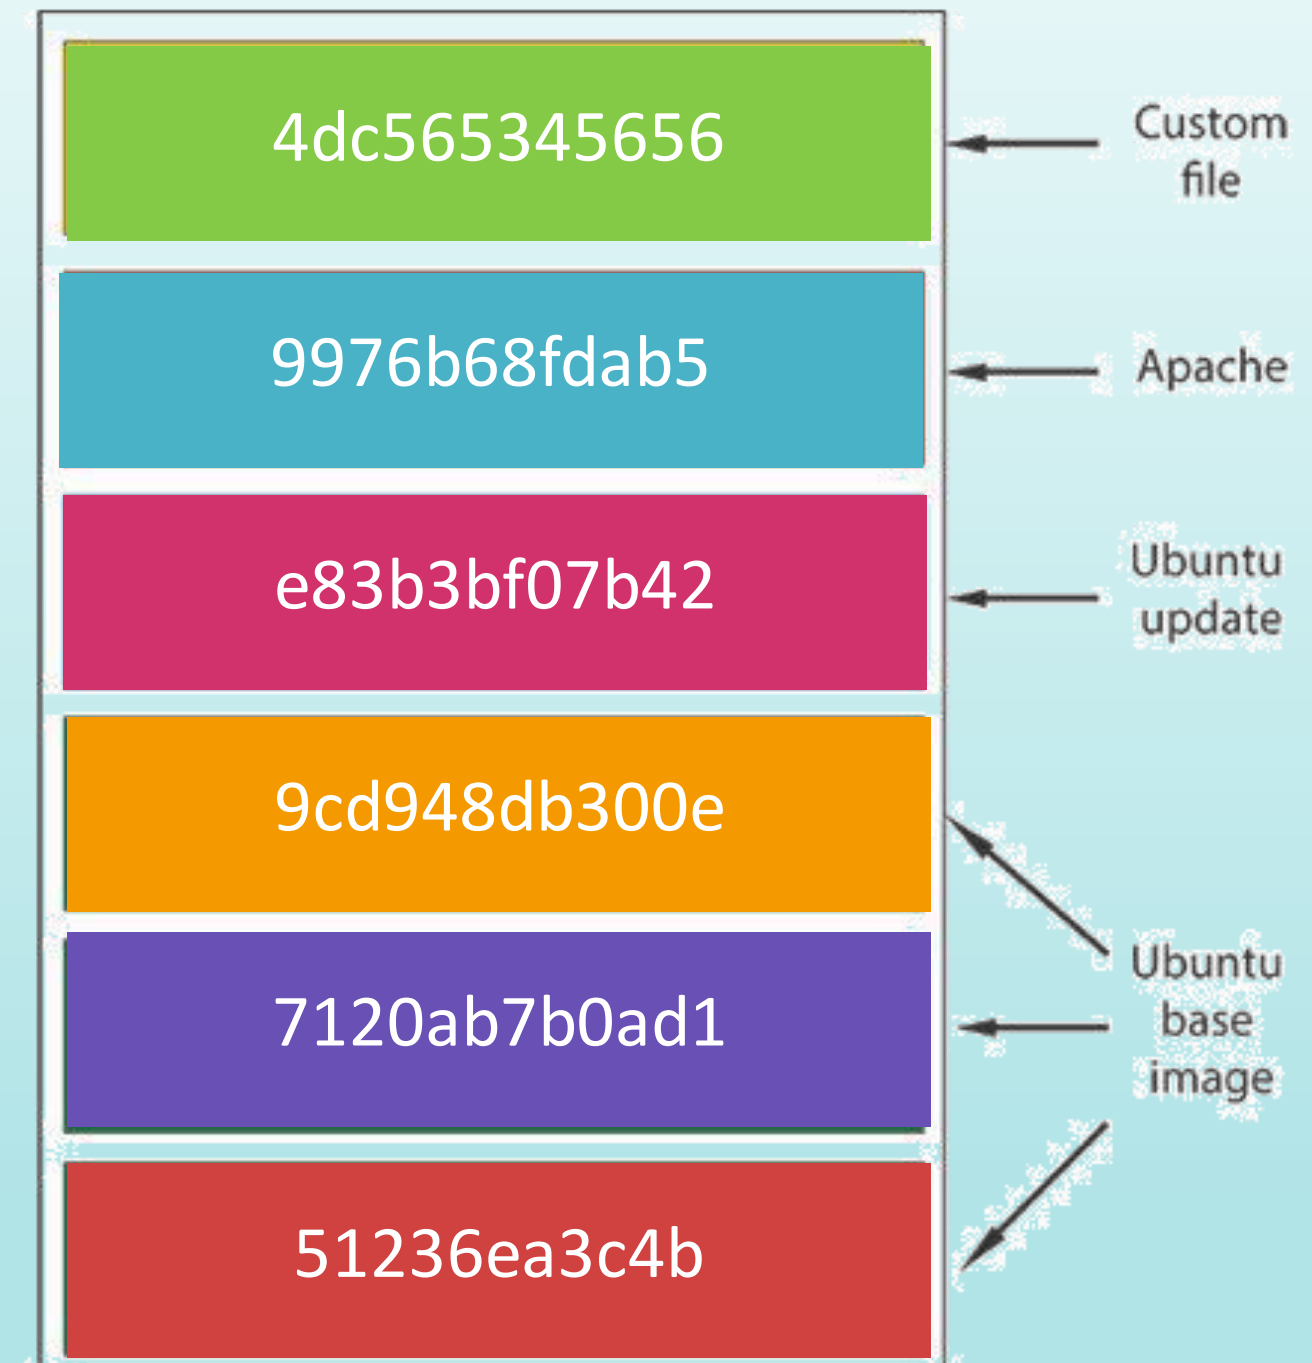 4dc565345656
Custom
file
9976b68fdab5
Apache
e83b3bf07b42
Ubuntu
update
9cd948db300e
7120ab7b0ad1
Ubuntu
base
image
51236ea3c4b